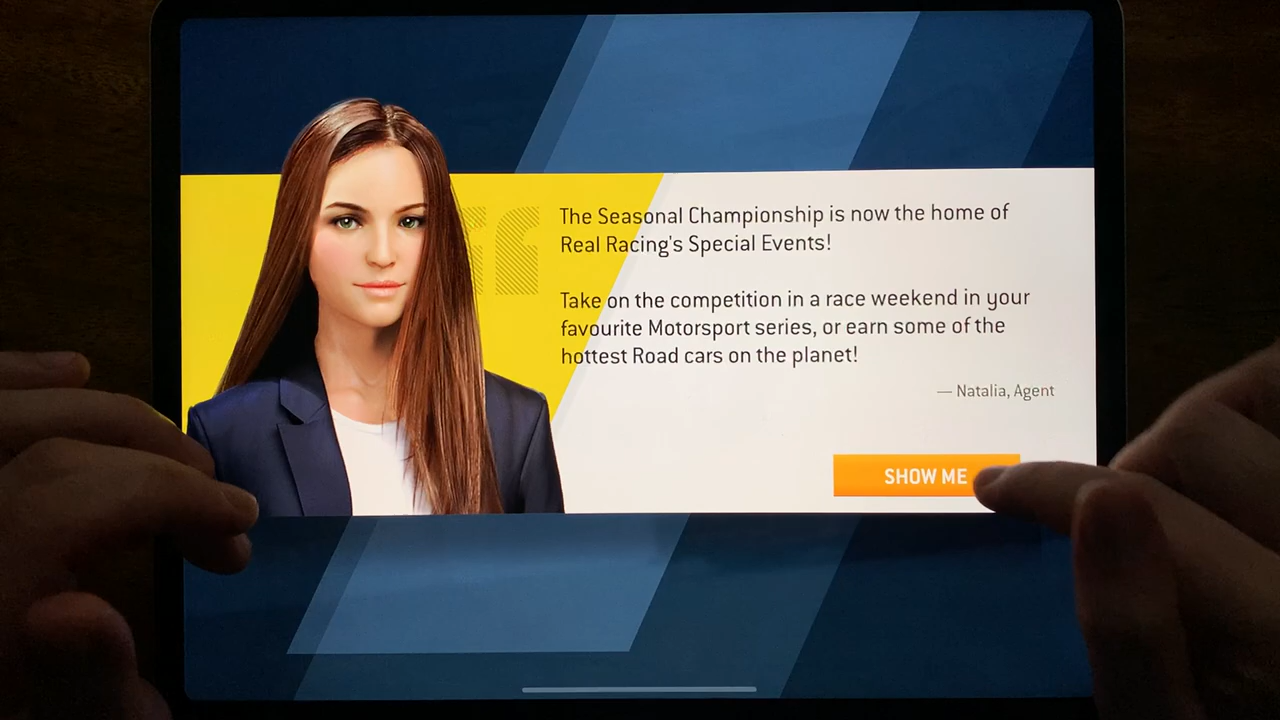 The Seasonal Championship is now the home of
Real Racing's Special Events!
Take on the competition in a race weekend in your
favourite Motorsport series, or earn some of the
hottest Road cars on the planet!
— Natalia, Agent
SHOW ME